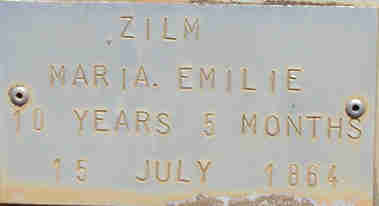 ZILM
MARIA. EMILIE
10 YEARS 5 MONTHS
15 JULY 1864